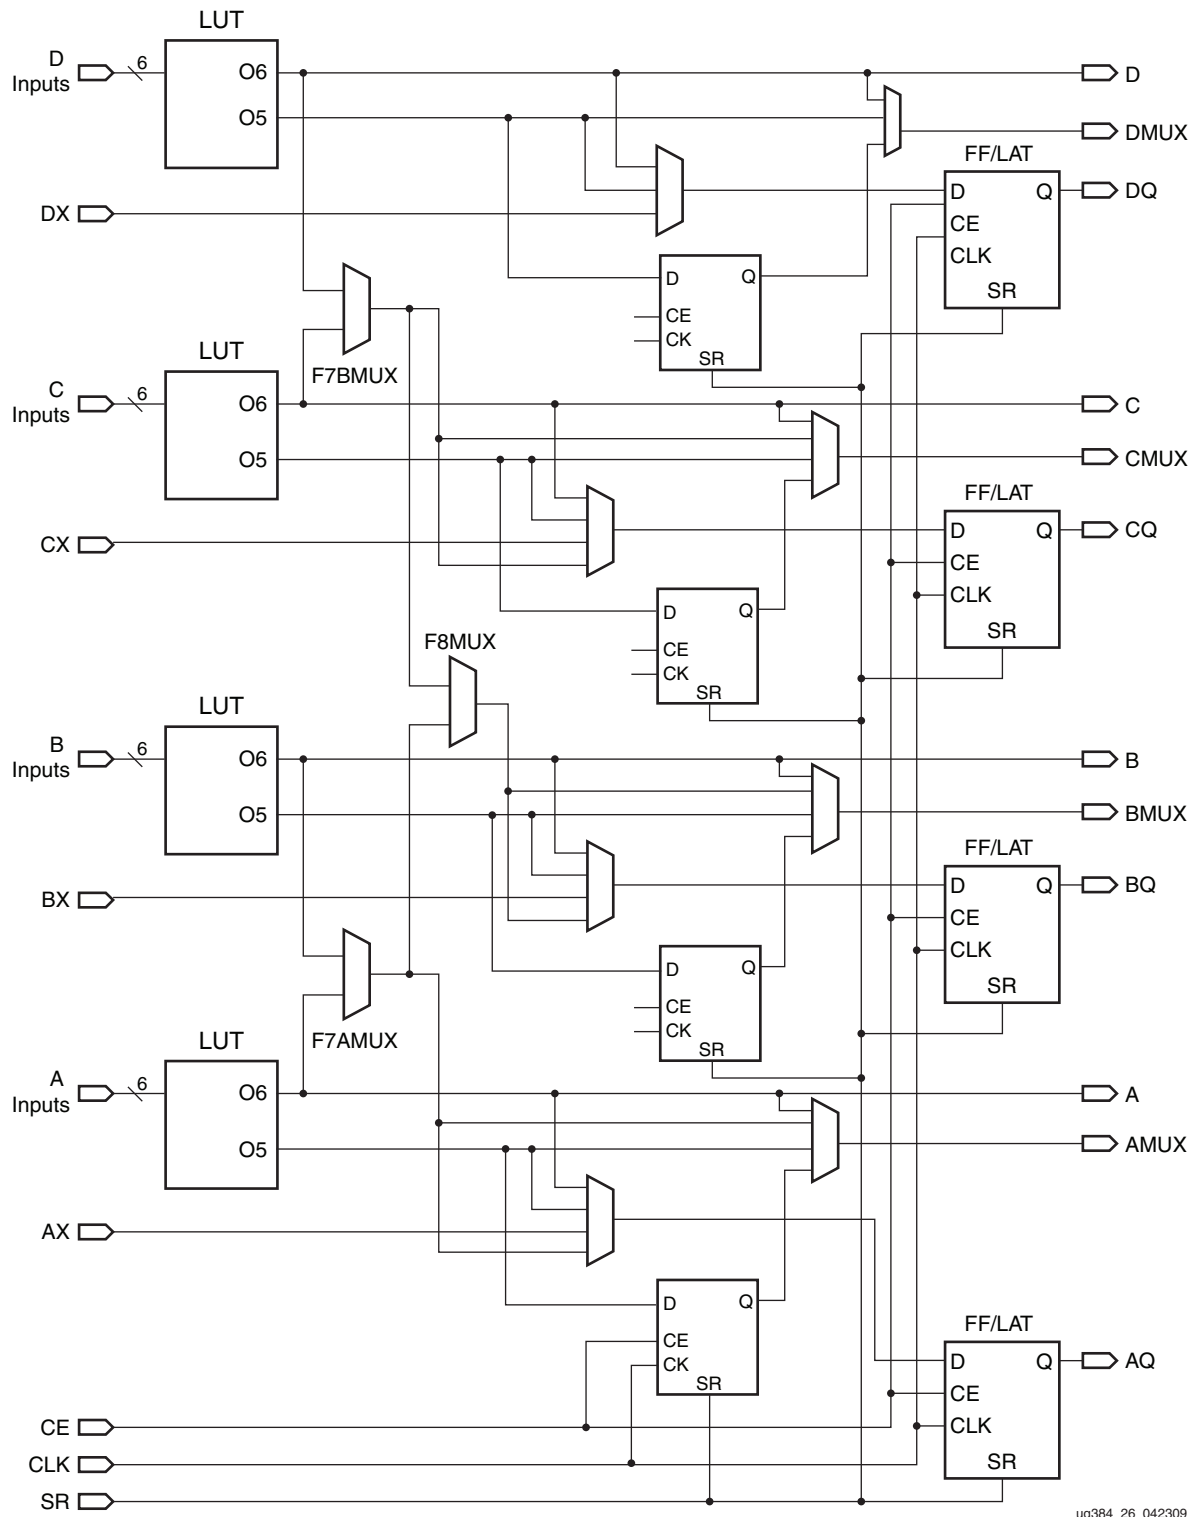 LUT
D
Inputs
6
O6
D
O5
DMUX
FF/LAT
DX
D
Q
DQ
CE
CLK
SR
D
Q
CE
CK
SR
F7BMUX
LUT
C
Inputs
6
O6
C
O5
CMUX
FF/LAT
CX
D
Q
CQ
CE
CLK
SR
D
Q
CE
CK
SR
F8MUX
LUT
B
Inputs
6
O6
B
O5
BMUX
FF/LAT
BX
D
Q
BQ
CE
CLK
SR
D
Q
CE
CK
SR
F7AMUX
LUT
A
Inputs
6
O6
A
O5
AMUX
AX
D
Q
CE
CK
SR
FF/LAT
D
Q
AQ
CE
CLK
SR
CE
CLK
SR
ug384_26_042309